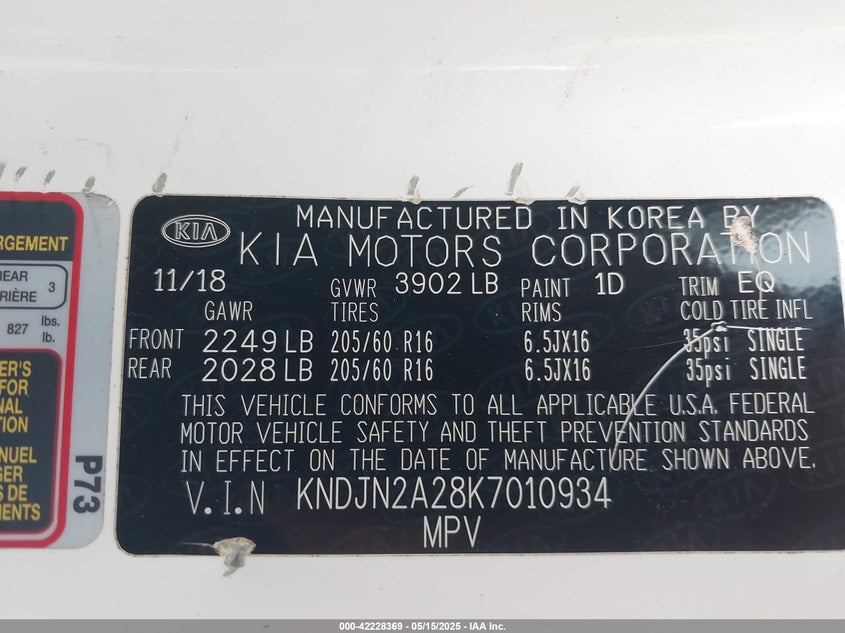 RGEMENT
REAR 3
RIÈRE
827 lbs.
lb.
ER'S
FOR
NAL
TION
NUEL
GER
S DE
EMENTS
P73
KIA
MANUFACTURED IN KOREA BY
KIA MOTORS CORPORATION
11/18 GVWR 3902 LB PAINT 1D TRIM EQ
GAWR TIRES RIMS COLD TIRE INFL
FRONT 2249 LB 205/60 R16 6.5JX16 35psi SINGLE
REAR 2028 LB 205/60 R16 6.5JX16 35psi SINGLE
THIS VEHICLE CONFORMS TO ALL APPLICABLE U.S.A. FEDERAL
MOTOR VEHICLE SAFETY AND THEFT PREVENTION STANDARDS
IN EFFECT ON THE DATE OF MANUFACTURE SHOWN ABOVE.
V.I.N KNDJN2A28K7010934
MPV
000-42228369 - 05/15/2025 - IAA Inc.